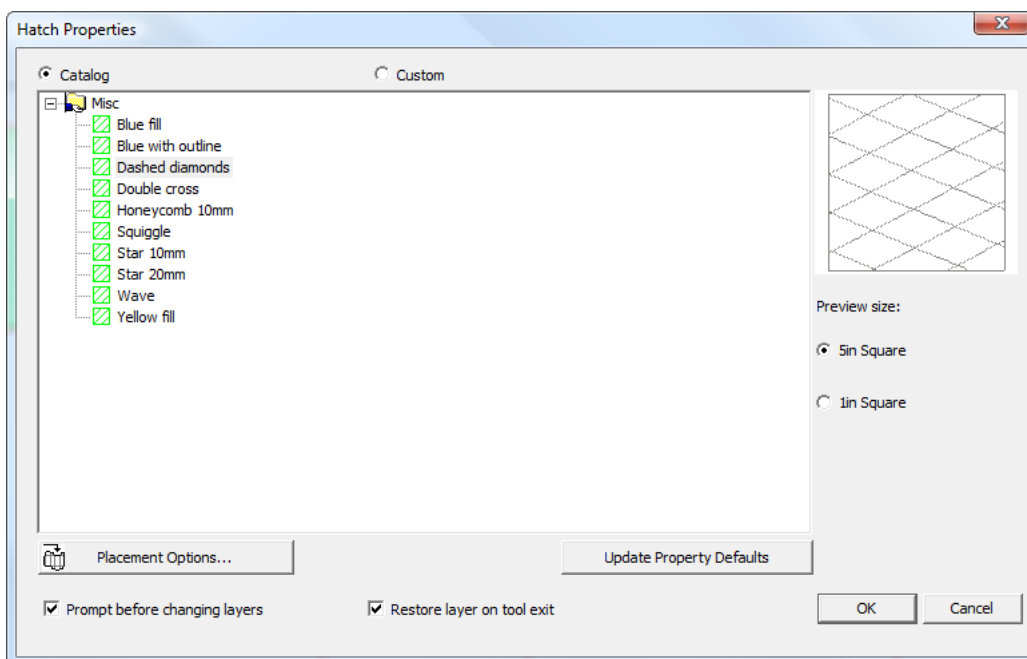 Hatch Properties
Catalog
Custom
Misc
Blue fill
Blue with outline
Dashed diamonds
Double cross
Honeycomb 10mm
Squiggle
Star 10mm
Star 20mm
Wave
Yellow fill
Preview size:
5in Square
1in Square
Placement Options...
Update Property Defaults
Prompt before changing layers
Restore layer on tool exit
OK
Cancel